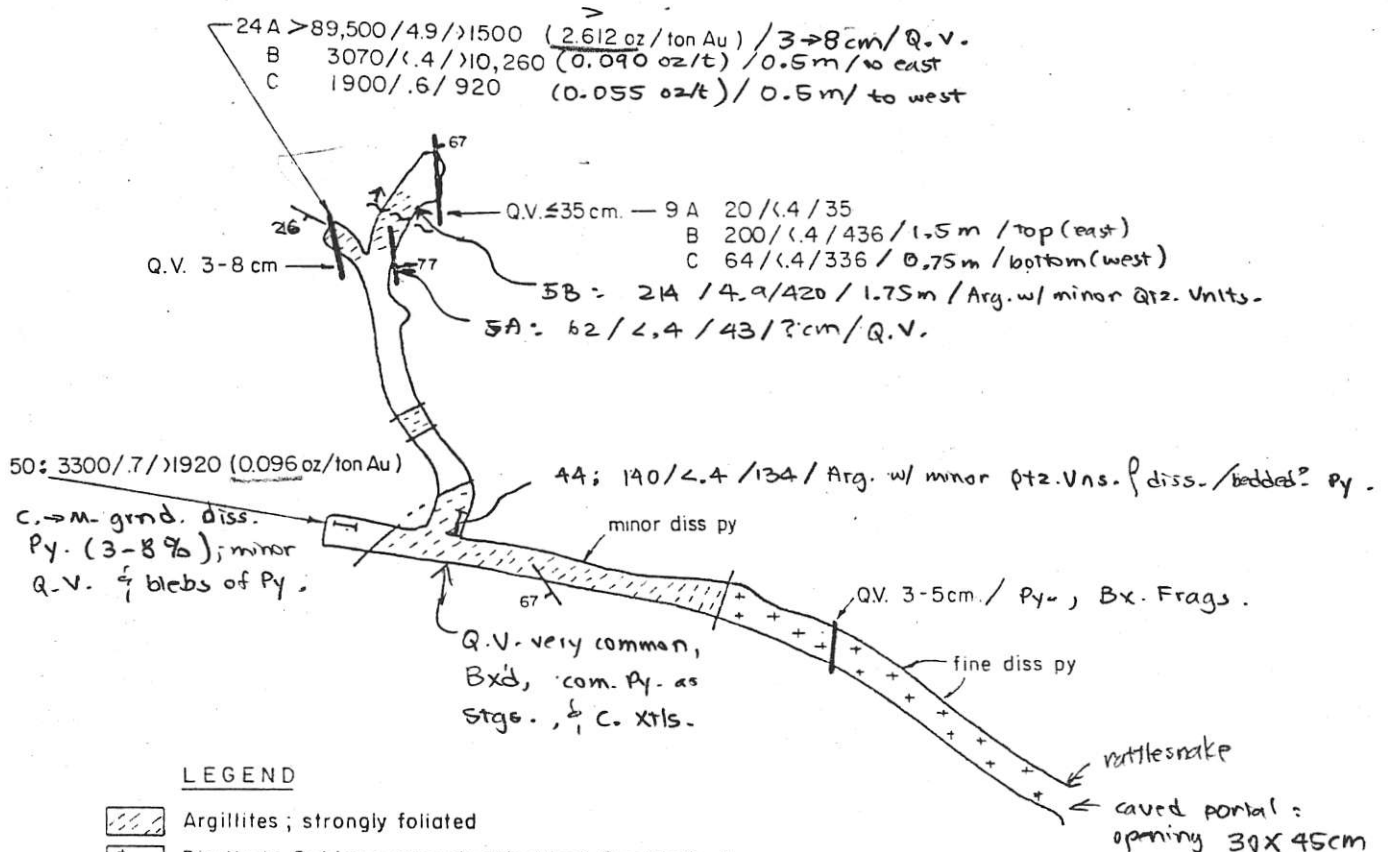 >
24 A >89,500/4.9/>1500 (2.612 oz/ton Au) / 3→8 cm/ Q.V.
B 3070/<.4/>10,260 (0.090 oz/t) /0.5m/to east
C 1900/.6/920 (0.055 oz/t) / 0.5m/ to west
67
26
Q.V. ≤35 cm. — 9 A 20/<.4/35
B 200/<.4/436/1.5 m /top (east)
C 64/<.4/336/ 0.75m /bottom (west)
Q.V. 3-8 cm
77
5B: 214 /4.9/420 / 1.75m / Arg. w/ minor Qtz. Vnlts.
5A: 62/<.4 / 43/ ?cm/ Q.V.
50: 3300/.7/>1920 (0.096 oz/ton Au)
44; 140/<.4 /134/ Arg. w/ minor Qtz. Vns. & diss./bedded? Py.
C.→M. grnd. diss.
Py. (3-8%); minor
Q.V. & blebs of Py.
minor diss py
67
Q.V. 3-5cm./ Py., Bx. Frags.
Q.V. very common,
Bxd, com. Py. as
Stgs., & C. Xtls.
fine diss py
rattlesnake
caved portal:
opening 30X45cm
LEGEND
Argillites; strongly foliated